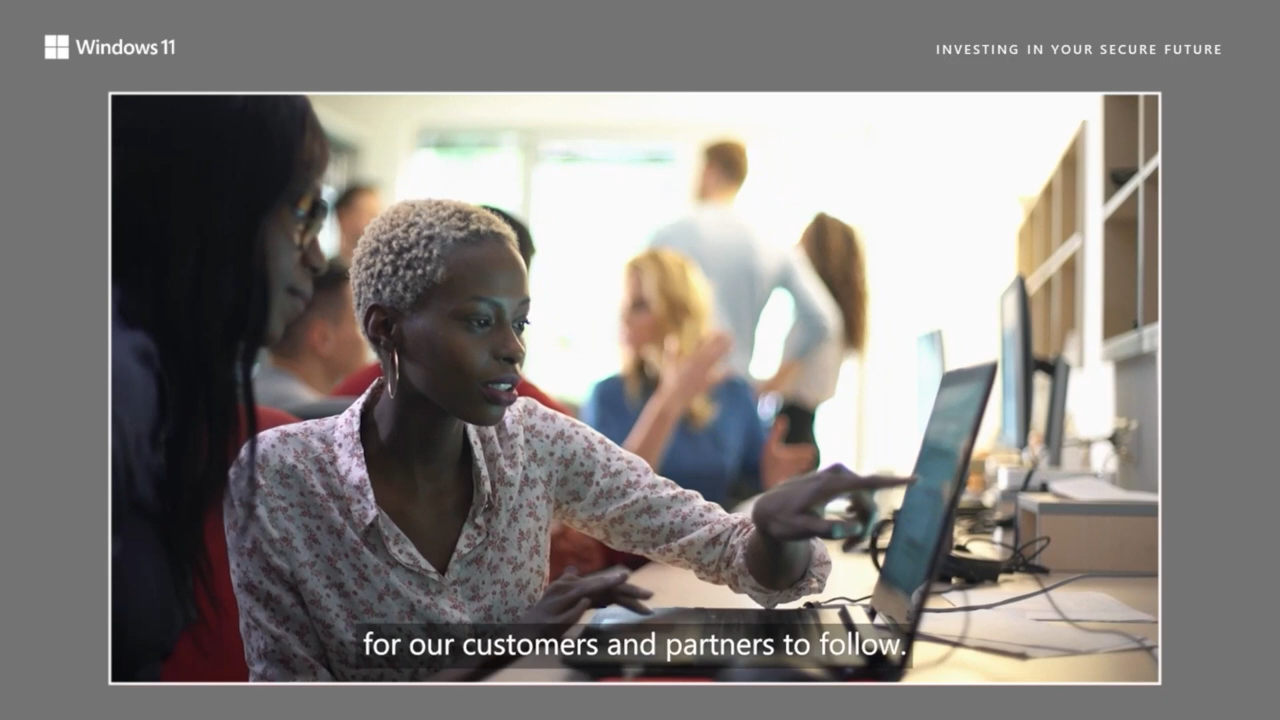 Windows 11
INVESTING IN YOUR SECURE FUTURE
for our customers and partners to follow.